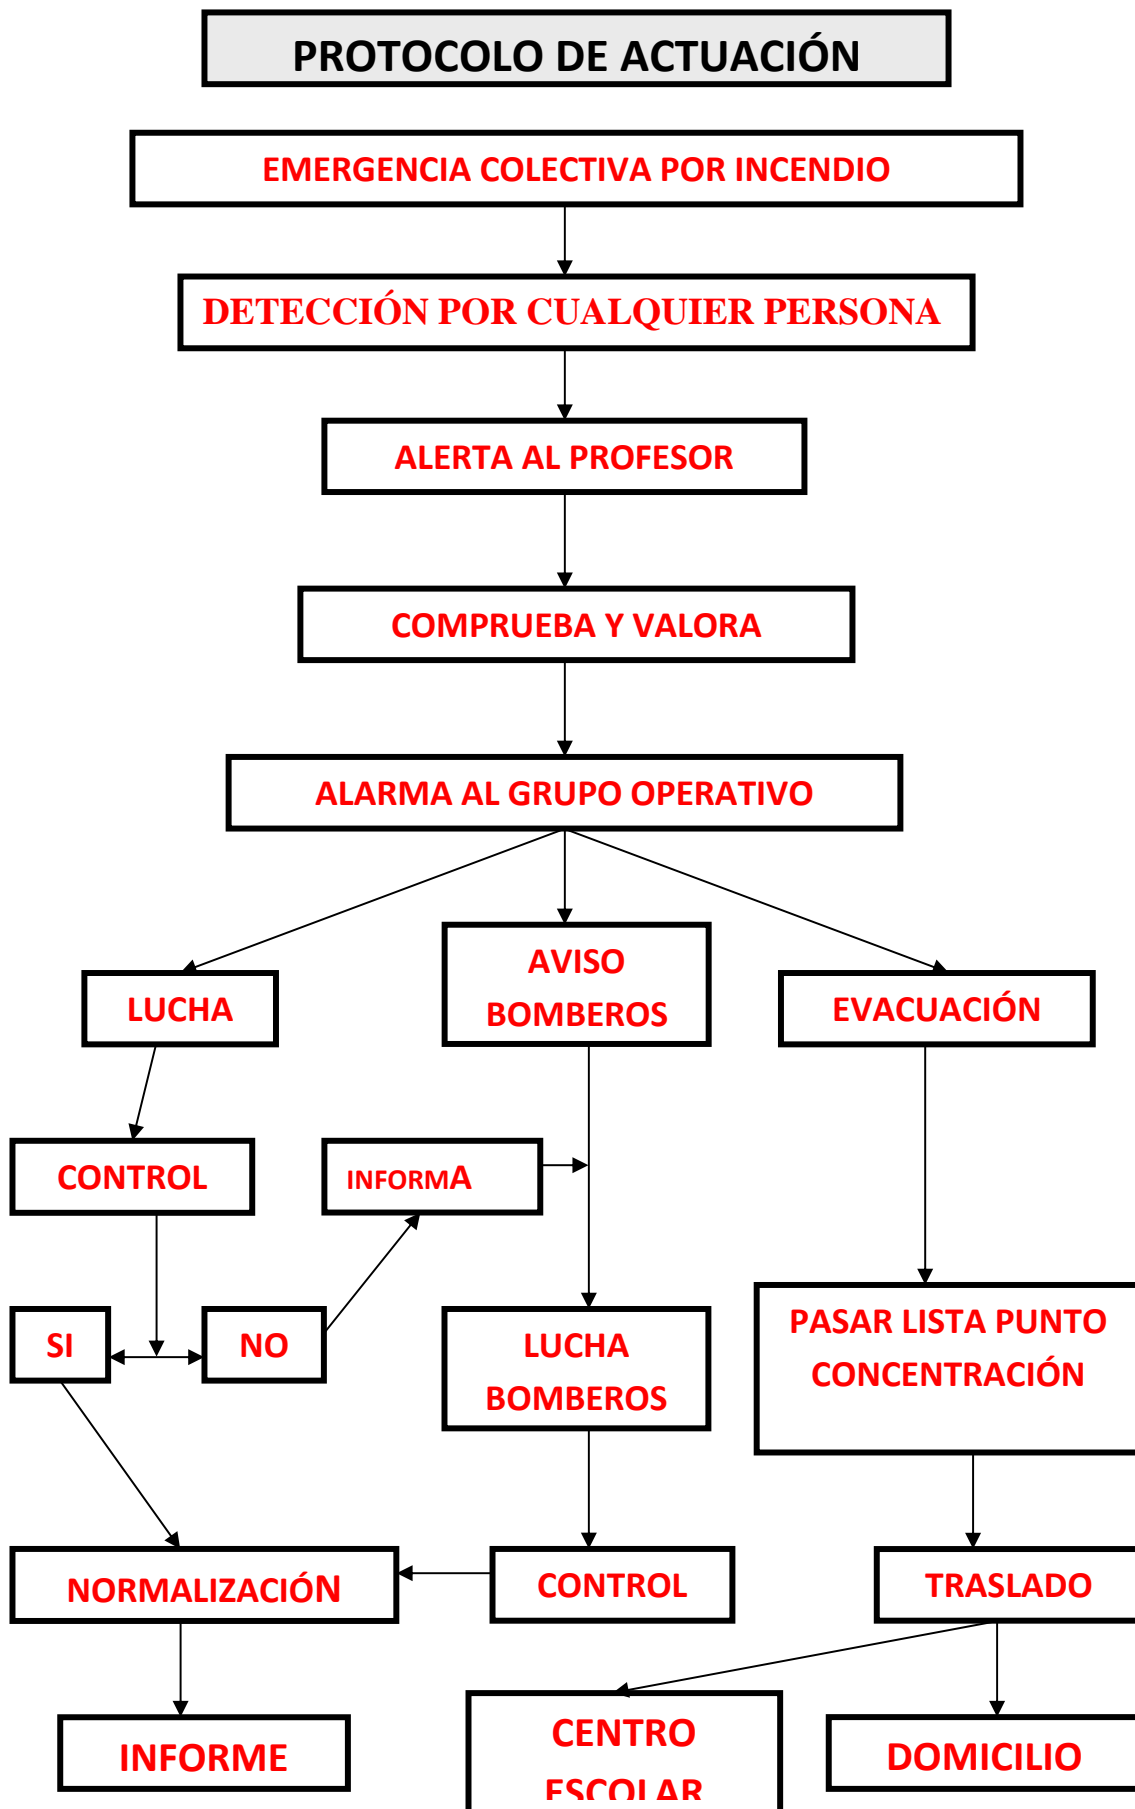 PROTOCOLO DE ACTUACIÓN
EMERGENCIA COLECTIVA POR INCENDIO
DETECCIÓN POR CUALQUIER PERSONA
ALERTA AL PROFESOR
COMPRUEBA Y VALORA
ALARMA AL GRUPO OPERATIVO
LUCHA
AVISO
BOMBEROS
EVACUACIÓN
CONTROL
INFORMA
SI
NO
LUCHA
BOMBEROS
PASAR LISTA PUNTO
CONCENTRACIÓN
NORMALIZACIÓN
CONTROL
TRASLADO
INFORME
CENTRO
ESCOLAR
DOMICILIO